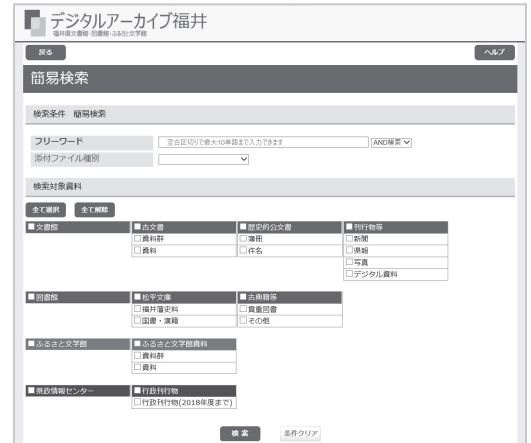 デジタルアーカイブ福井
福井県文書館・図書館・ふるさと文学館
戻る ヘルプ
簡易検索
検索条件 簡易検索
フリーワード 空白区切りで最大10単語まで入力できます AND検索
添付ファイル種別
検索対象資料
全て選択 全て解除
文書館 古文書 歴史的公文書 刊行物等
資料群 簿冊 新聞
資料 件名 県報
写真
デジタル資料
図書館 松平文庫 古典籍等
福井藩史料 貴重図書
国書・漢籍 その他
ふるさと文学館 ふるさと文学館資料
資料群
資料
県政情報センター 行政刊行物
行政刊行物(2018年度まで)
検索 条件クリア